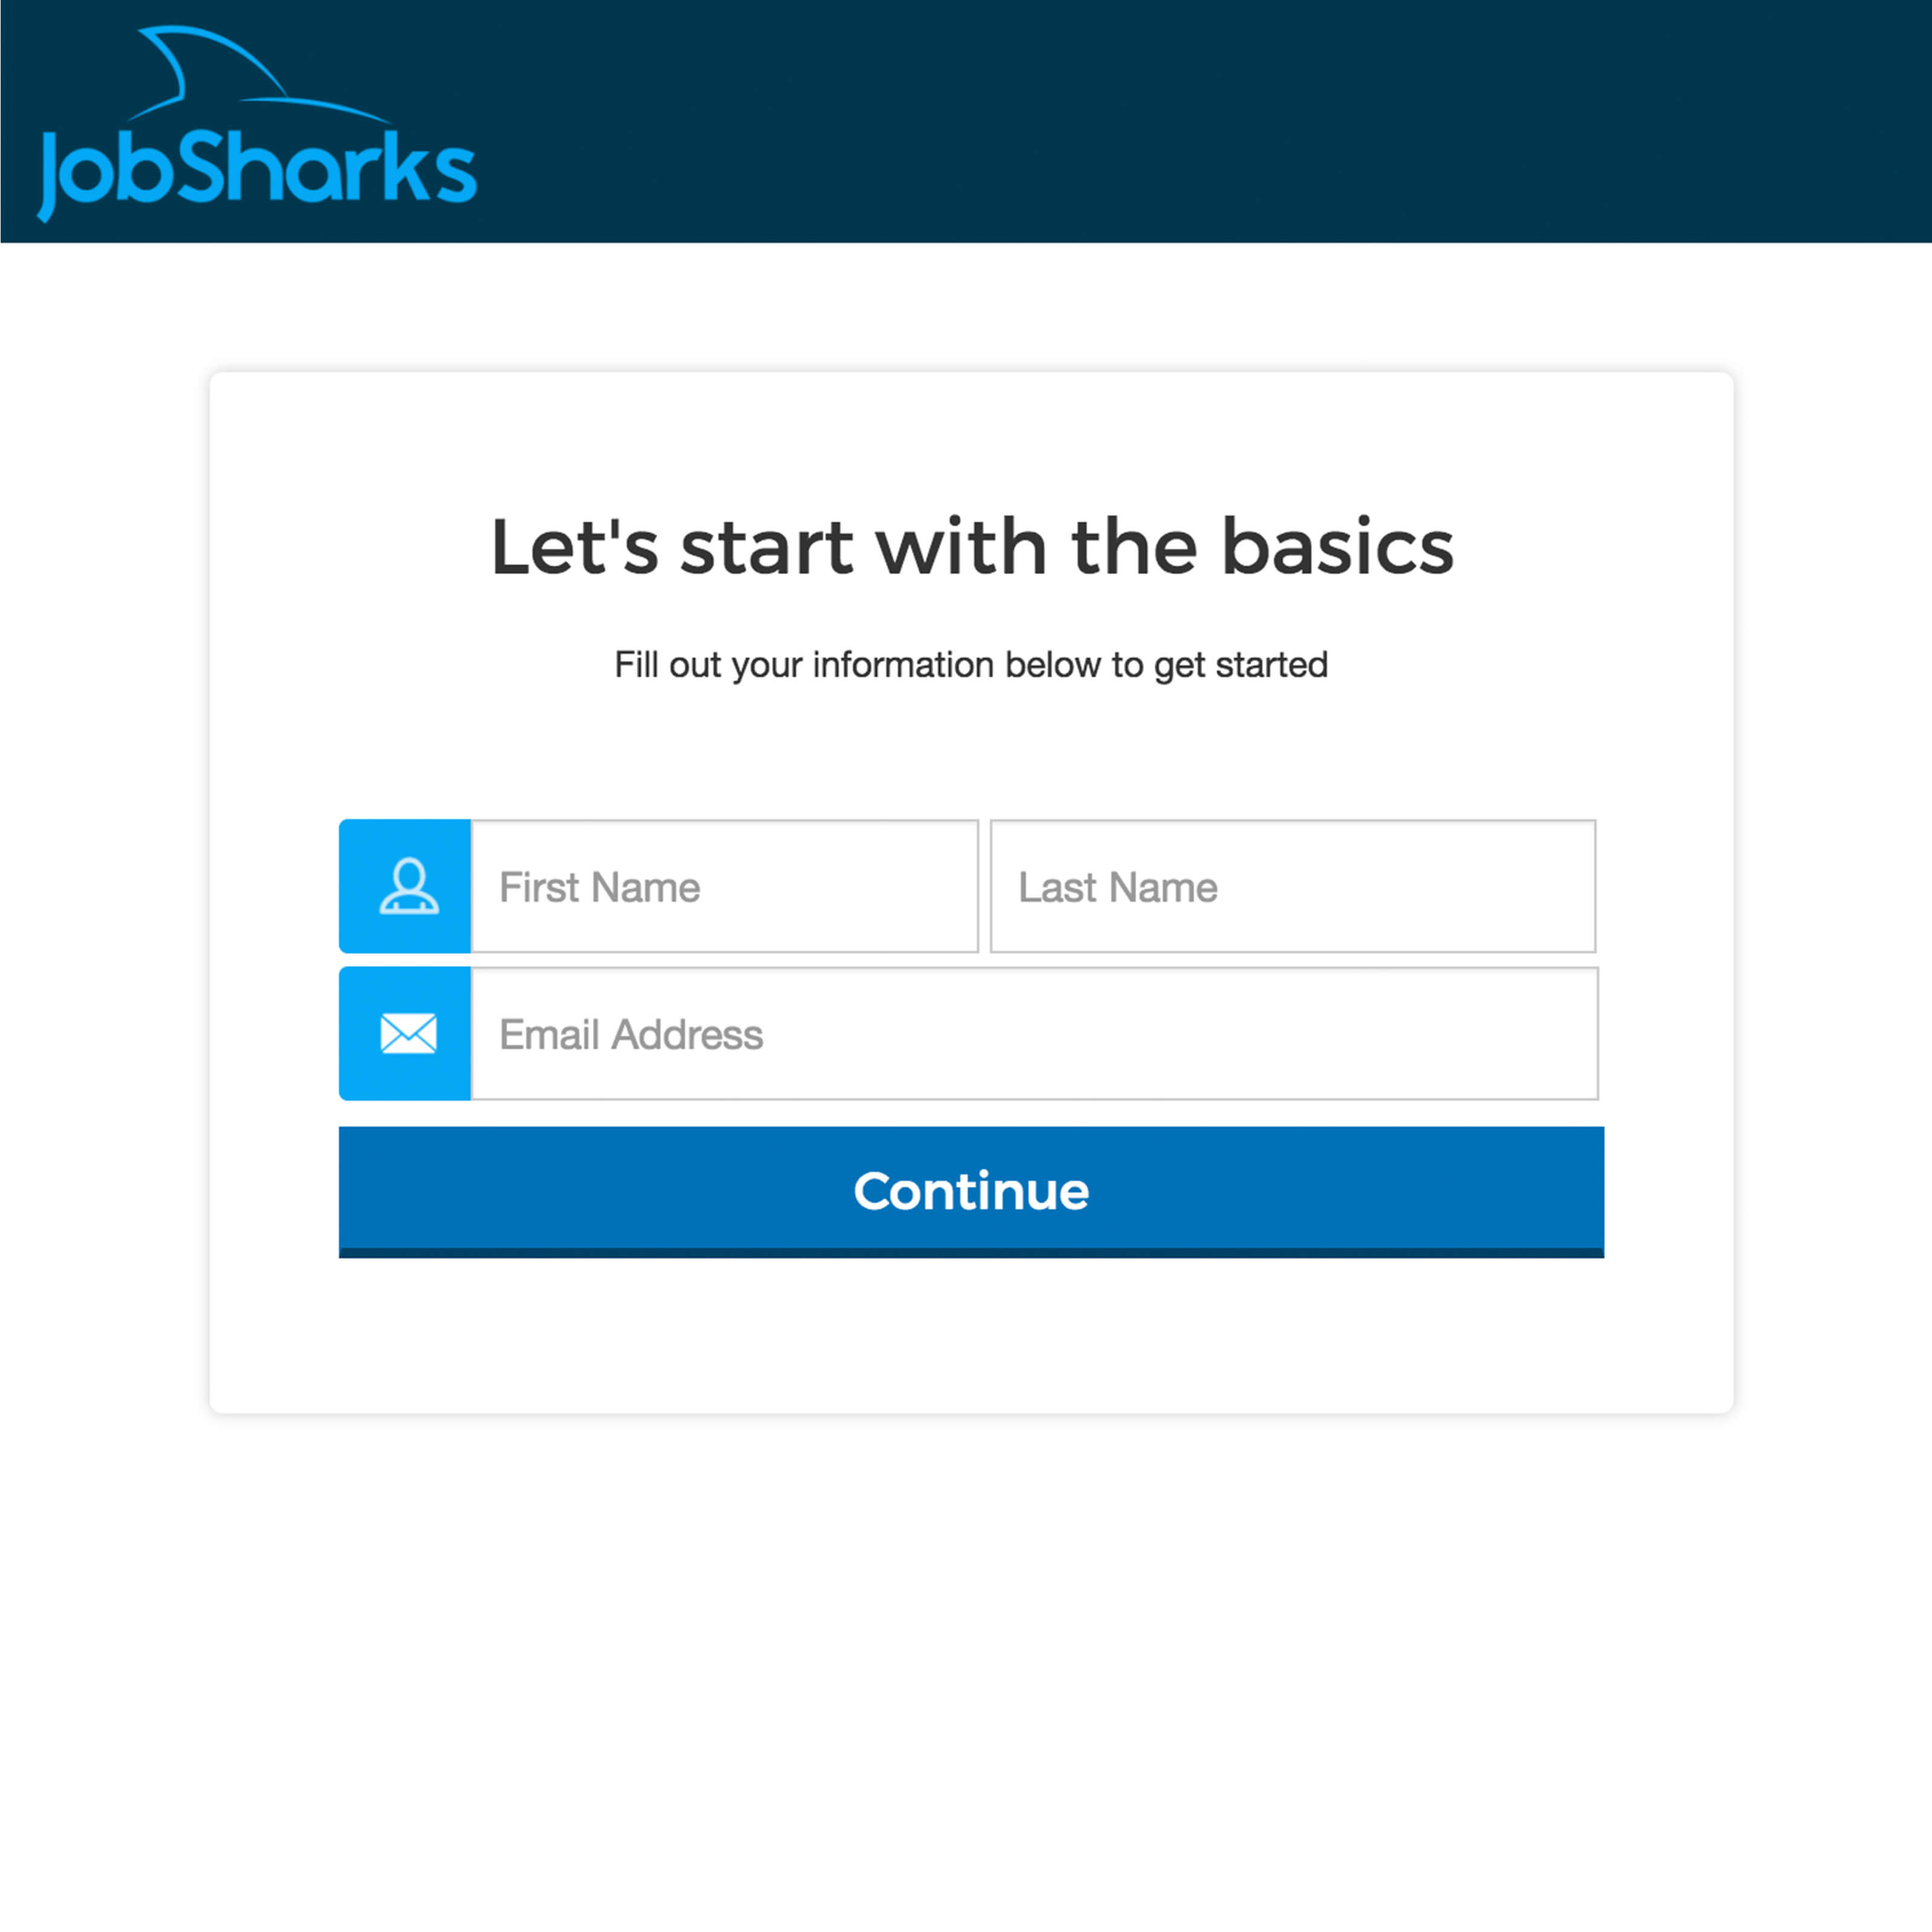 JobSharks
Let's start with the basics
Fill out your information below to get started
First Name
Last Name
Email Address
Continue